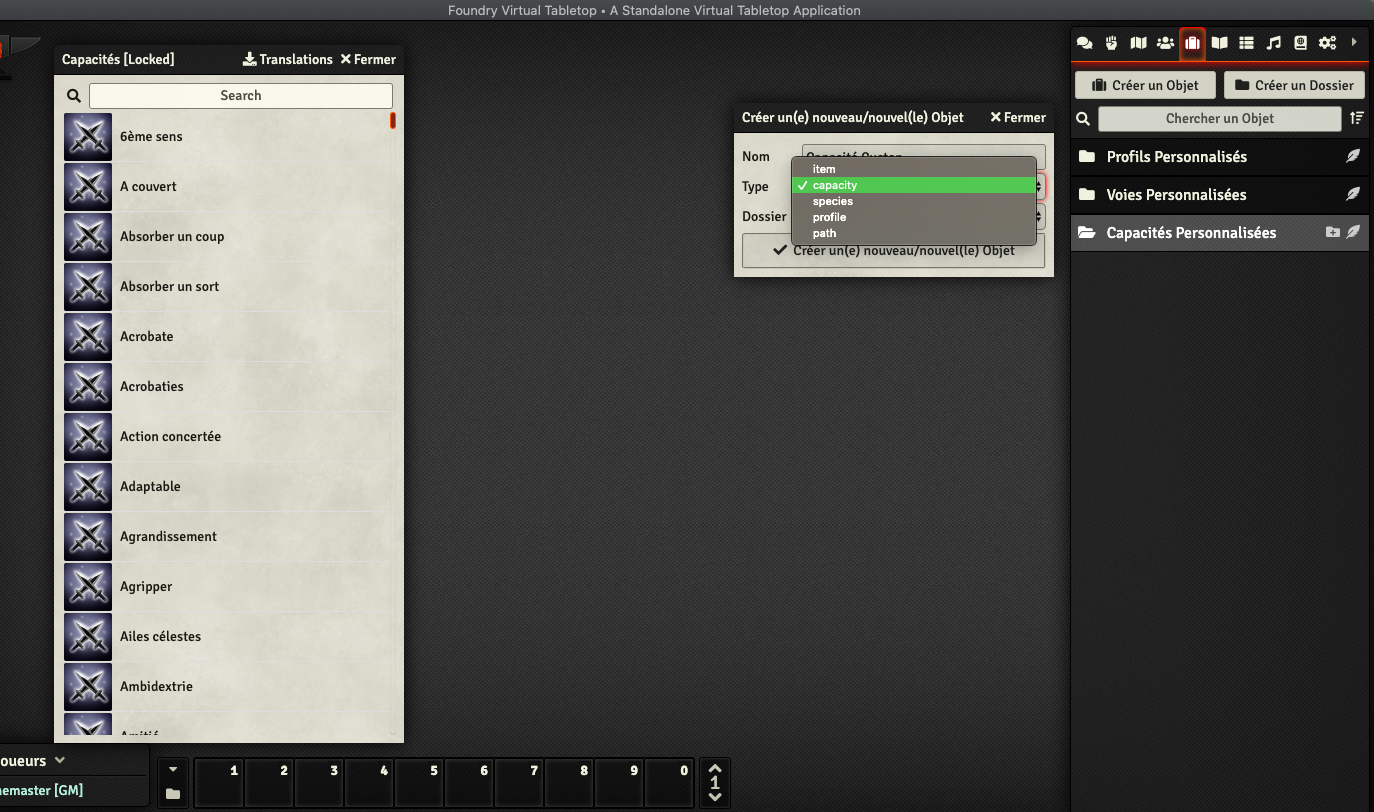 Foundry Virtual Tabletop • A Standalone Virtual Tabletop Application
Capacités [Locked]
Translations
Fermer
Search
6ème sens
A couvert
Absorber un coup
Absorber un sort
Acrobate
Acrobaties
Action concertée
Adaptable
Agrandissement
Agripper
Ailes célestes
Ambidextrie
Créer un(e) nouveau/nouvel(le) Objet
Fermer
Nom
Type
item
capacity
species
profile
path
Dossier
Créer un(e) nouveau/nouvel(le) Objet
Créer un Objet
Créer un Dossier
Chercher un Objet
Profils Personnalisés
Voies Personnalisées
Capacités Personnalisées
oueurs
nemaster [GM]
1 2 3 4 5 6 7 8 9 0
1